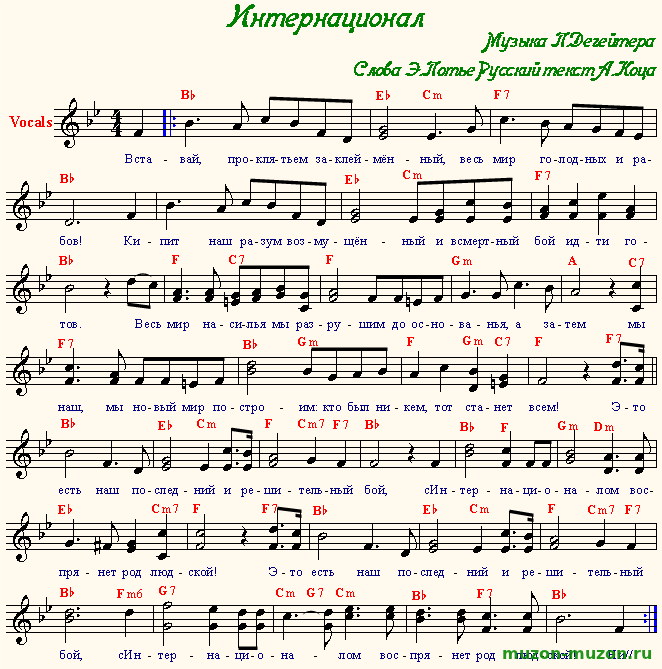 Интернационал
Музыка П.Дегейтера
Слова Э.Потье Русский текст А.Коца
B♭ E♭ Cm F7
Vocals
Вста - вай, про - кля - тьем за - клей - мён - ный, весь мир го - лод - ных и ра -
B♭ E♭ Cm F7
бов! Ки - пит наш ра - зум воз - му - щён - ный и в смерт - ный бой ид - ти го -
B♭ F C7 F Gm A C7
тов. Весь мир на - си - лья мы раз - ру - шим до ос - но - ва - нья, а за - тем мы
F7 B♭ F Gm C7 F F7
наш, мы но - вый мир по - стро - им: кто был ни - кем, тот ста - нет всем! Э - то
B♭ E♭ Cm F Cm7 F7 B♭ B♭ F Gm Dm
есть наш по - след - ний и ре - ши - тель - ный бой, с Ин - тер - на - ци - о - на - лом вос -
E♭ Cm7 F F7 B♭ E♭ Cm F Cm7 F7
пря - нет род люд - ской! Э - то есть наш по - след - ний и ре - ши - тель - ный
B♭ Fm6 G7 Cm G7 Cm B♭ F7 B♭
бой, с Ин - тер - на - ци - о - на - лом вос - пря - нет род
muzon-muzon.ru